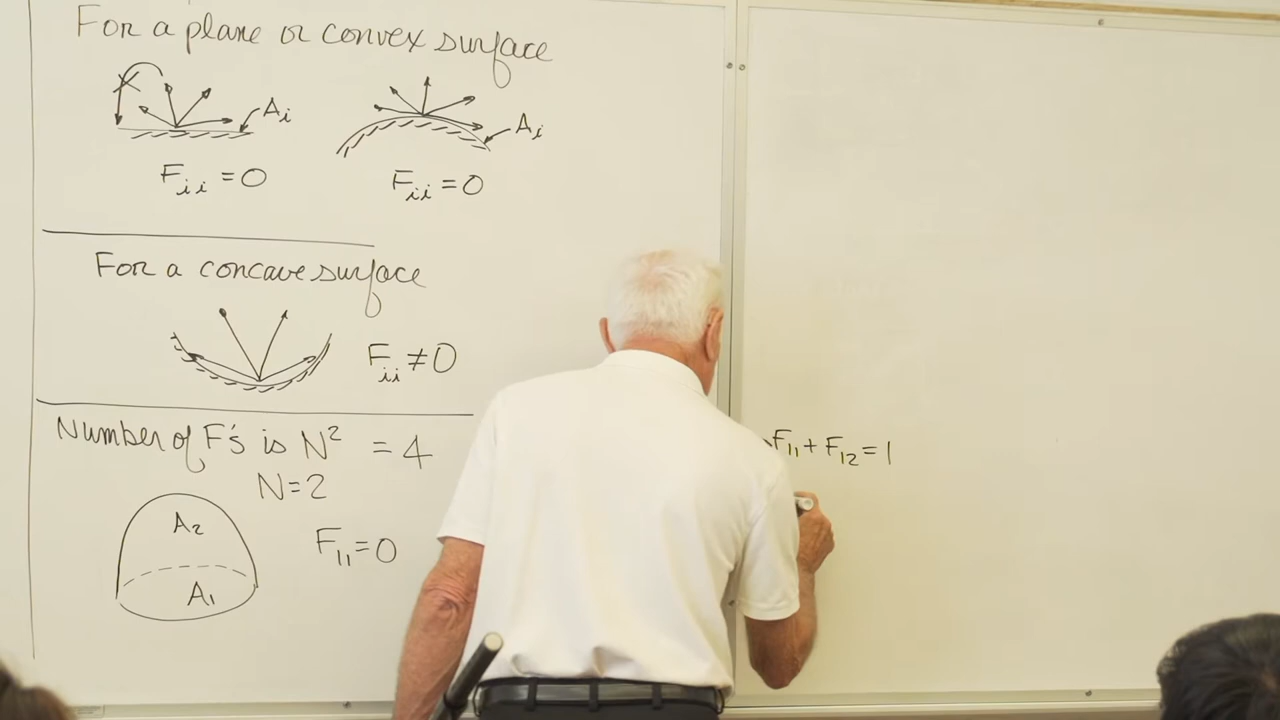 For a plane or convex surface
Ai
Ai
Fii = 0
Fii = 0
For a concave surface
Fii ≠ 0
Number of F's is N² = 4
N=2
A2
A1
F11 = 0
F11 + F12 = 1